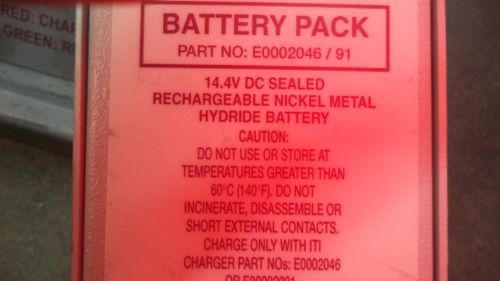 RED: CHA
GREEN: R
BATTERY PACK
PART NO: E0002046 / 91
14.4V DC SEALED
RECHARGEABLE NICKEL METAL
HYDRIDE BATTERY
CAUTION:
DO NOT USE OR STORE AT
TEMPERATURES GREATER THAN
60°C (140°F). DO NOT
INCINERATE, DISASSEMBLE OR
SHORT EXTERNAL CONTACTS.
CHARGE ONLY WITH ITI
CHARGER PART NOs: E0002046
OR